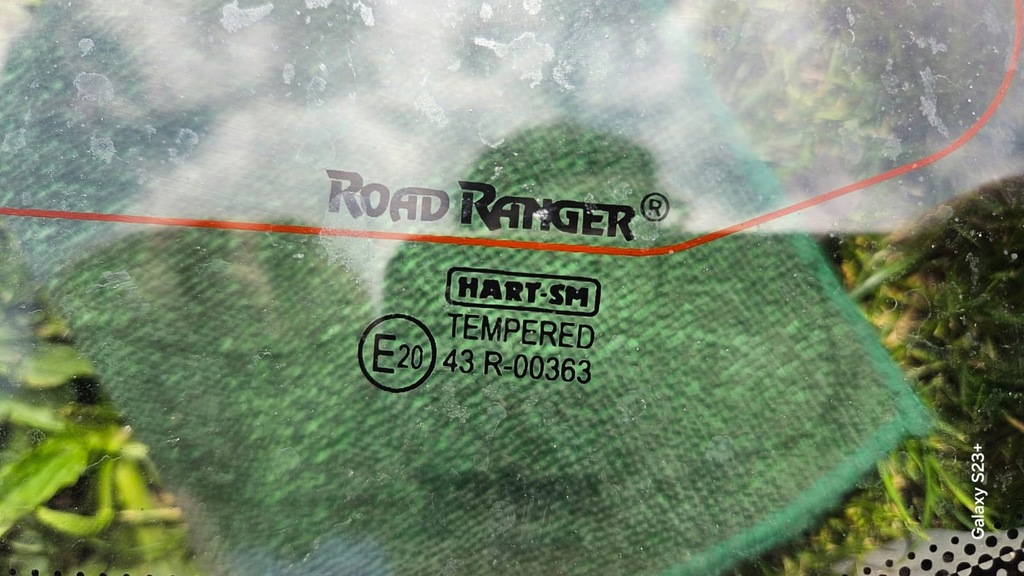 ROAD RANGER®
HART-SM
TEMPERED
E20 43 R-00363
Galaxy S23+